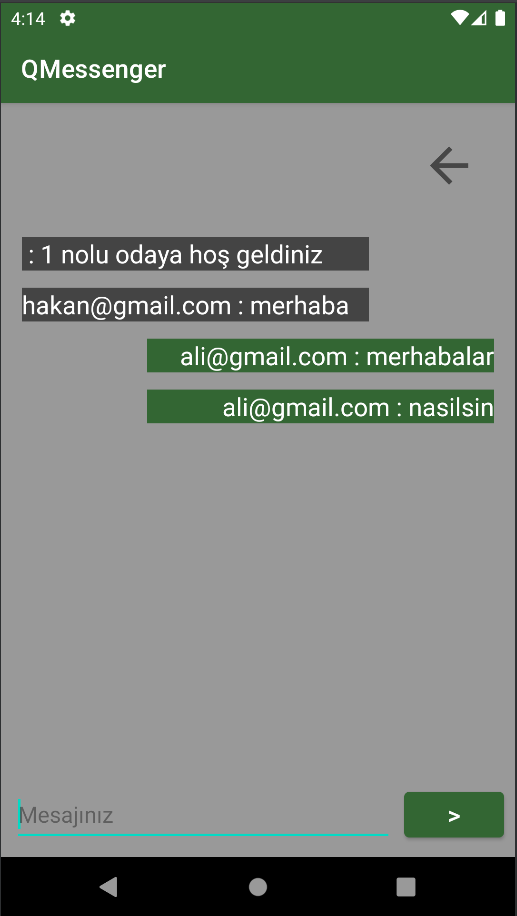 4:14
QMessenger
: 1 nolu odaya hoş geldiniz
hakan@gmail.com : merhaba
ali@gmail.com : merhabalar
ali@gmail.com : nasilsin
Mesajınız
>